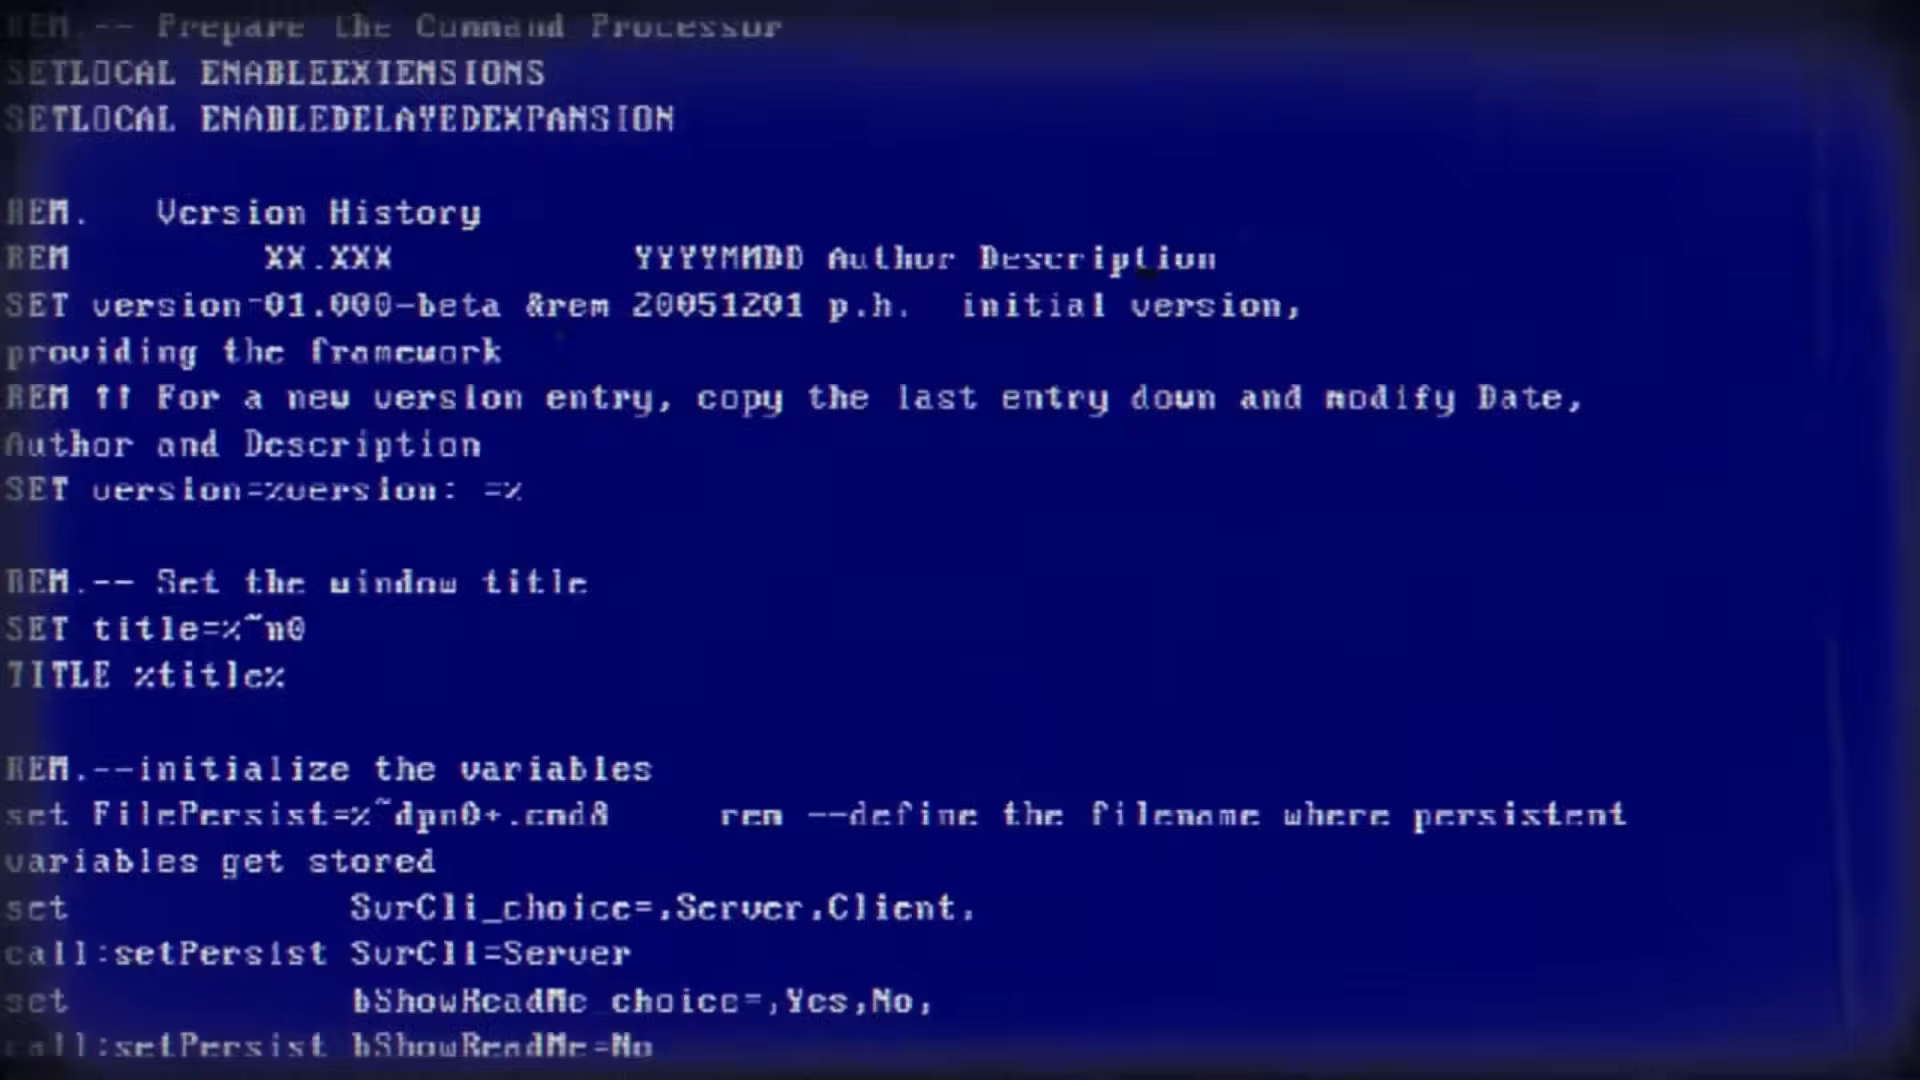 REM.-- Prepare the Command Processor
SETLOCAL ENABLEEXTENSIONS
SETLOCAL ENABLEDELAYEDEXPANSION
REM.   Version History
REM         XX.XXX           YYYYMMDD Author Description
SET version=01.000-beta &rem 20051201 p.h.  initial version,
providing the framework
REM !! For a new version entry, copy the last entry down and modify Date,
Author and Description
SET version=%version: =%
REM.-- Set the window title
SET title=%~n0
TITLE %title%
REM.--initialize the variables
set FilePersist=%~dpn0+.cmd&     rem --define the filename where persistent
variables get stored
set             SvrCli_choice=,Server,Client,
call:setPersist SvrCli=Server
set             bShowReadMe_choice=,Yes,No,
call:setPersist bShowReadMe=No